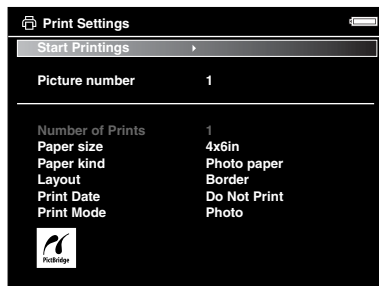 Print Settings
Start Printings
Picture number 1
Number of Prints 1
Paper size 4x6in
Paper kind Photo paper
Layout Border
Print Date Do Not Print
Print Mode Photo
PictBridge